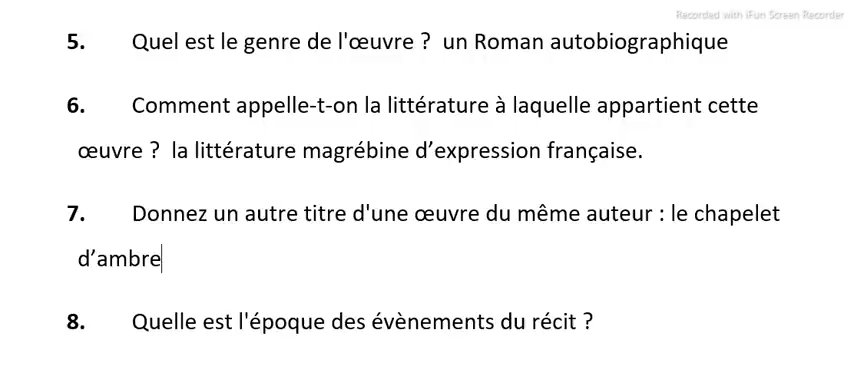 Recorded with iFun Screen Recorder
5. Quel est le genre de l'œuvre ? un Roman autobiographique
6. Comment appelle-t-on la littérature à laquelle appartient cette
œuvre ? la littérature magrébine d’expression française.
7. Donnez un autre titre d'une œuvre du même auteur : le chapelet
d’ambre
8. Quelle est l'époque des évènements du récit ?